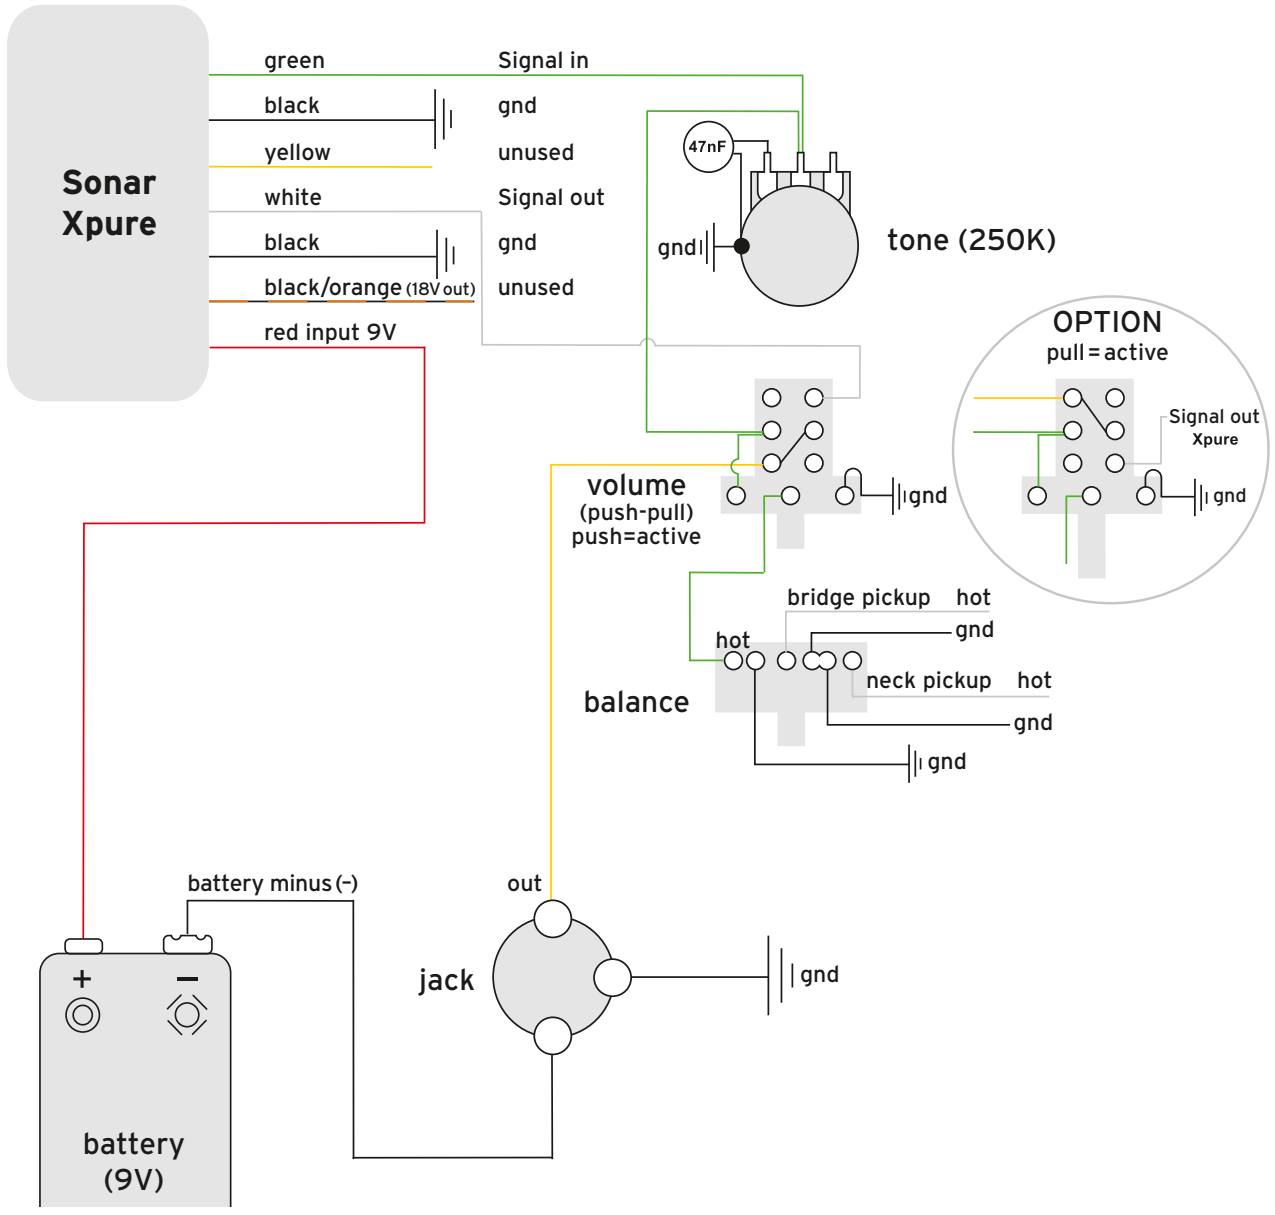 Sonar
Xpure
green
Signal in
black
gnd
yellow
unused
white
Signal out
black
gnd
black/orange (18V out)
unused
red input 9V
47nF
gnd
tone (250K)
OPTION
pull = active
Signal out
Xpure
gnd
volume
(push-pull)
push=active
gnd
bridge pickup hot
gnd
hot
neck pickup hot
balance
gnd
gnd
battery minus (-)
out
jack
gnd
+
−
battery
(9V)